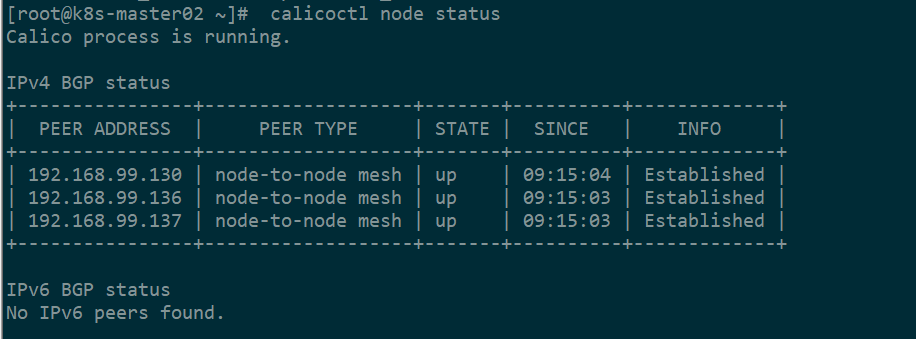 [root@k8s-master02 ~]#  calicoctl node status
Calico process is running.

IPv4 BGP status
+----------------+-------------------+-------+----------+-------------+
|  PEER ADDRESS  |     PEER TYPE     | STATE |  SINCE   |    INFO     |
+----------------+-------------------+-------+----------+-------------+
| 192.168.99.130 | node-to-node mesh | up    | 09:15:04 | Established |
| 192.168.99.136 | node-to-node mesh | up    | 09:15:03 | Established |
| 192.168.99.137 | node-to-node mesh | up    | 09:15:03 | Established |
+----------------+-------------------+-------+----------+-------------+

IPv6 BGP status
No IPv6 peers found.